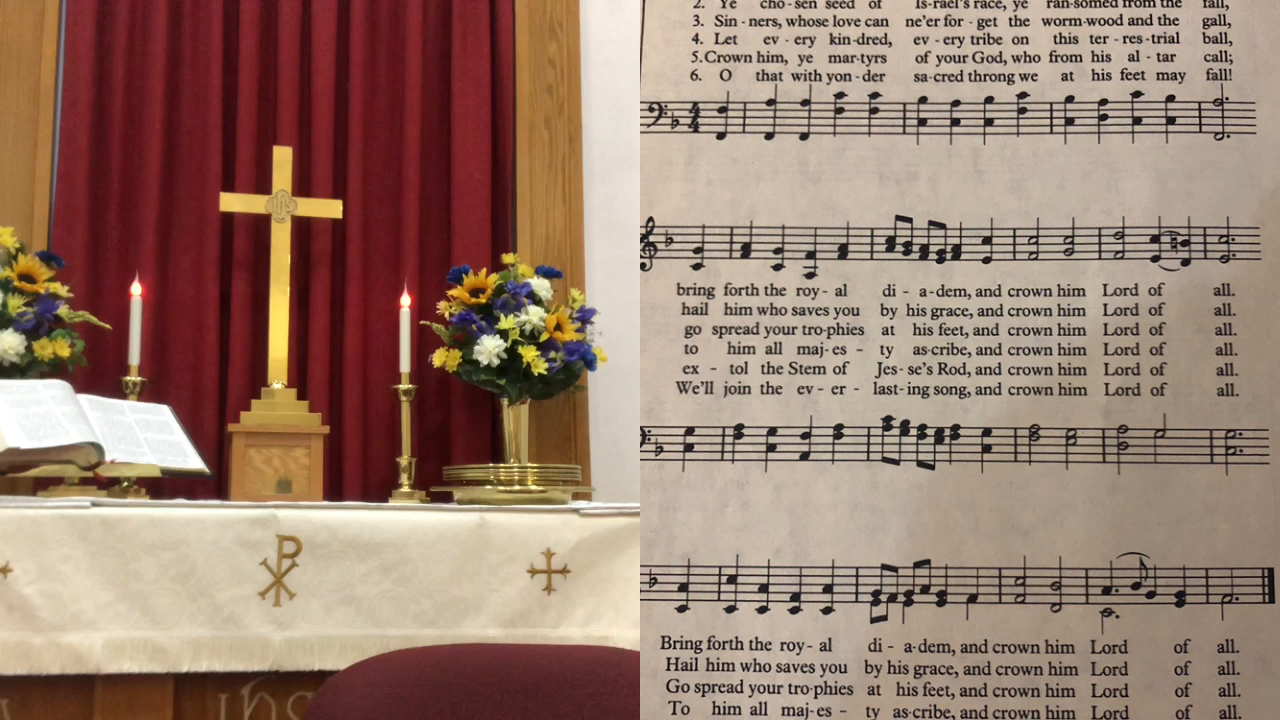 IHS
IHS
2. Ye cho-sen seed of Is-rael's race, ye ran-somed from the fall,
3. Sin-ners, whose love can ne'er for-get the worm-wood and the gall,
4. Let ev-ery kin-dred, ev-ery tribe on this ter-res-trial ball,
5. Crown him, ye mar-tyrs of your God, who from his al-tar call;
6. O that with yon-der sa-cred throng we at his feet may fall!
bring forth the roy-al di-a-dem, and crown him Lord of all.
hail him who saves you by his grace, and crown him Lord of all.
go spread your tro-phies at his feet, and crown him Lord of all.
to him all maj-es-ty as-cribe, and crown him Lord of all.
ex-tol the Stem of Jes-se's Rod, and crown him Lord of all.
We'll join the ev-er-last-ing song, and crown him Lord of all.
Bring forth the roy-al di-a-dem, and crown him Lord of all.
Hail him who saves you by his grace, and crown him Lord of all.
Go spread your tro-phies at his feet, and crown him Lord of all.
To him all maj-es-ty as-cribe, and crown him Lord of all.